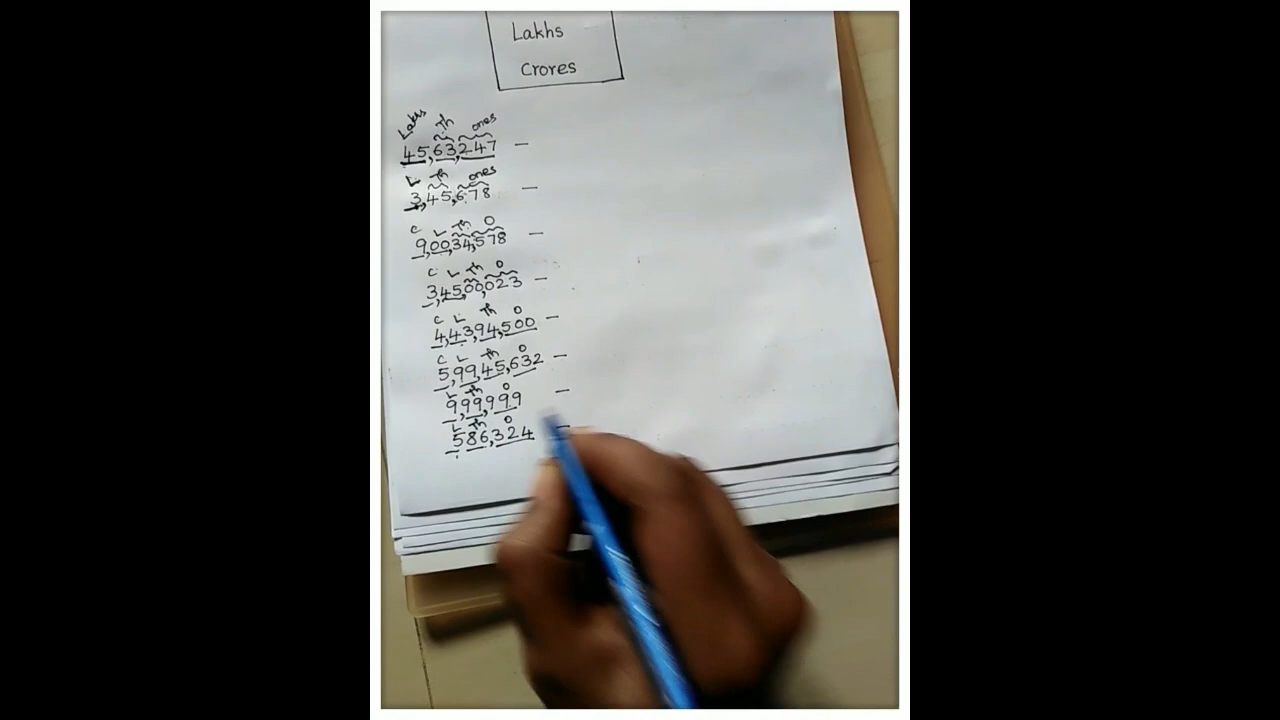 Lakhs
Crores
Lakhs Th ones
45,63,247 —
L Th ones
3,45,678 —
C L Th O
9,00,34,578 —
C L Th O
3,45,00,023 —
C L Th O
4,43,94,500 —
C L Th O
5,99,45,632 —
L Th O
9,99,999 —
L Th O
5,86,324 —